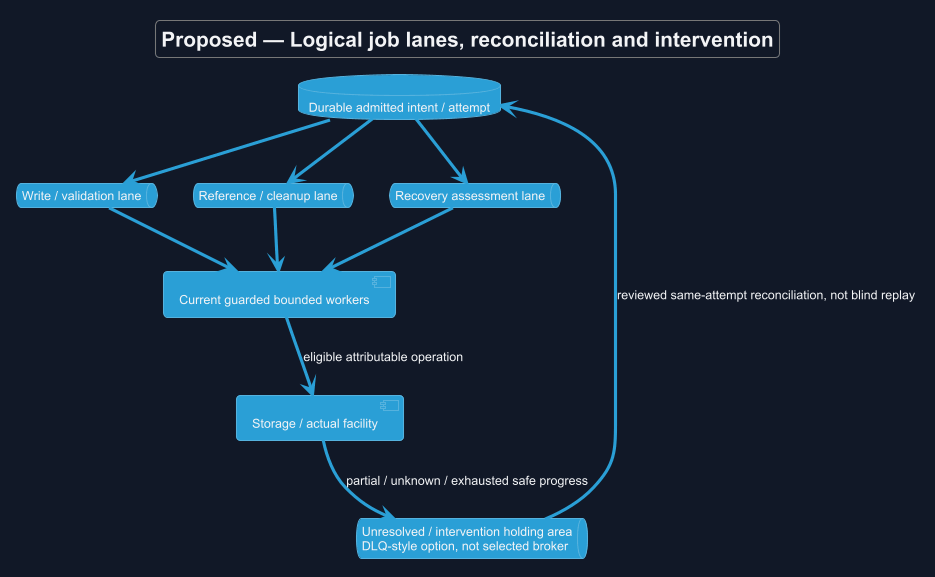 Proposed — Logical job lanes, reconciliation and intervention
Durable admitted intent / attempt
Write / validation lane
Reference / cleanup lane
Recovery assessment lane
Current guarded bounded workers
reviewed same-attempt reconciliation, not blind replay
eligible attributable operation
Storage / actual facility
partial / unknown / exhausted safe progress
Unresolved / intervention holding area
DLQ-style option, not selected broker